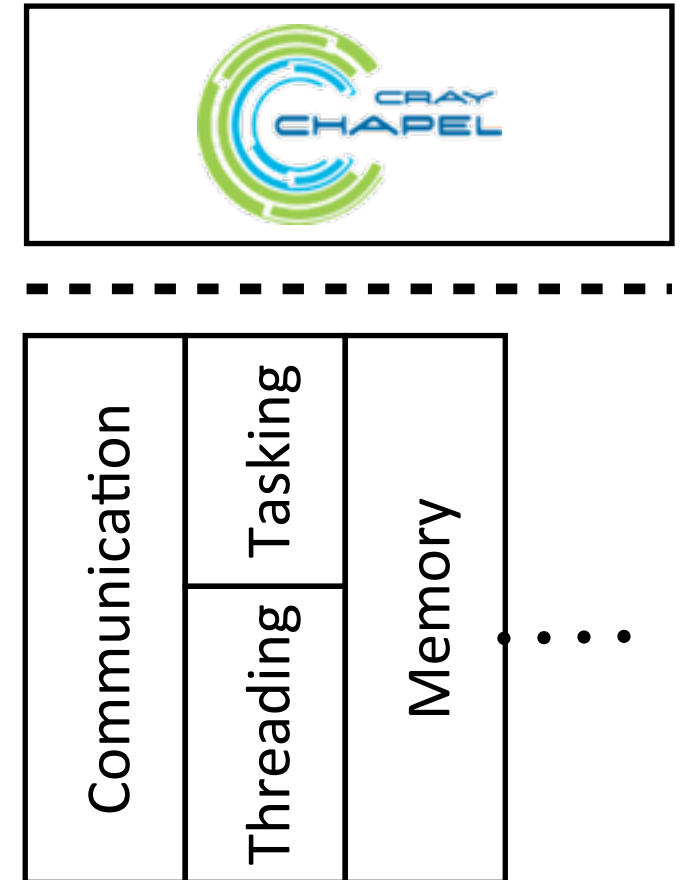 CRAY
CHAPEL
Communication
Tasking
Threading
Memory